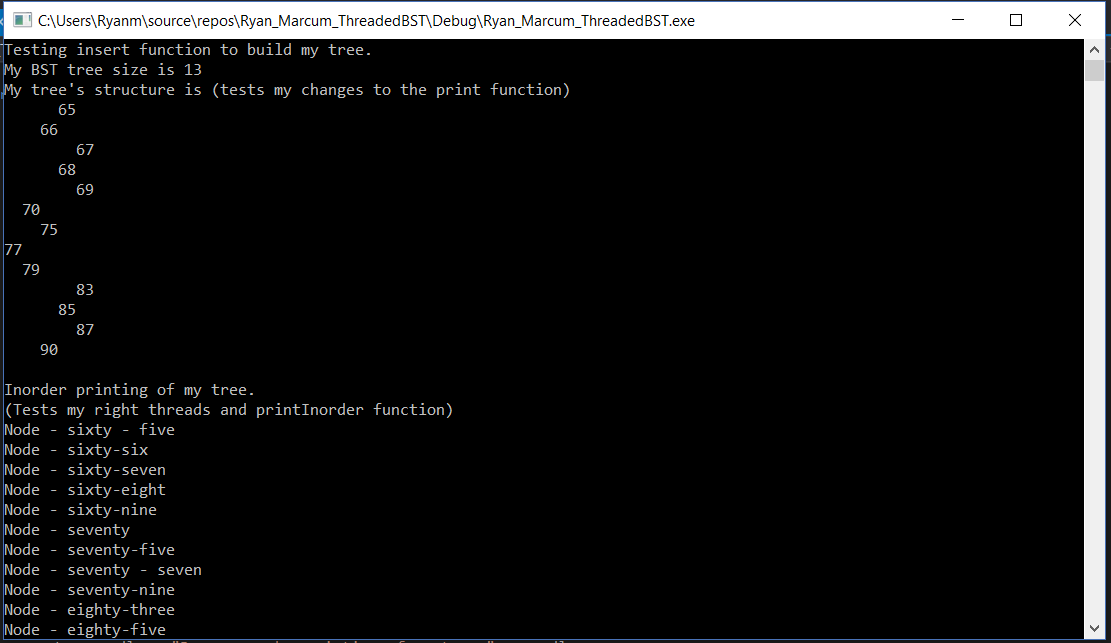 C:\Users\Ryanm\source\repos\Ryan_Marcum_ThreadedBST\Debug\Ryan_Marcum_ThreadedBST.exe
Testing insert function to build my tree.
My BST tree size is 13
My tree's structure is (tests my changes to the print function)
      65
    66
        67
      68
        69
  70
    75
77
  79
        83
      85
        87
    90

Inorder printing of my tree.
(Tests my right threads and printInorder function)
Node - sixty - five
Node - sixty-six
Node - sixty-seven
Node - sixty-eight
Node - sixty-nine
Node - seventy
Node - seventy-five
Node - seventy - seven
Node - seventy-nine
Node - eighty-three
Node - eighty-five